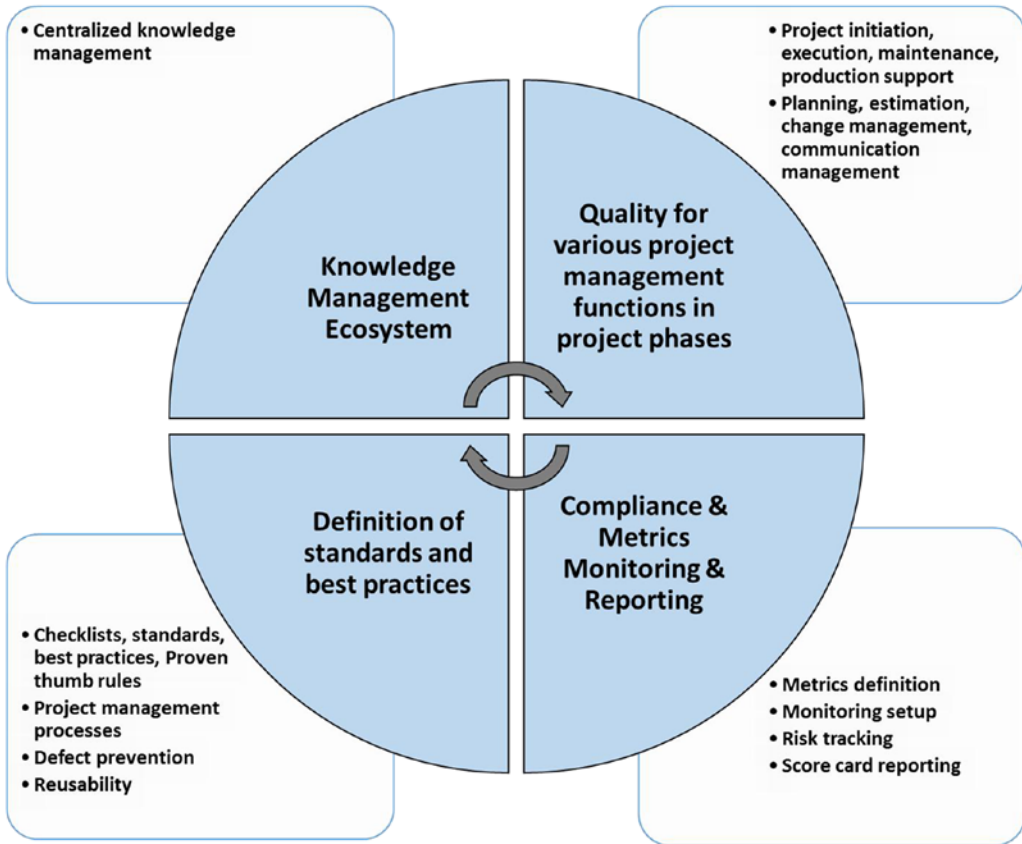 • Centralized knowledge
management
• Project initiation,
execution, maintenance,
production support
• Planning, estimation,
change management,
communication
management
Knowledge
Management
Ecosystem
Quality for
various project
management
functions in
project phases
Definition of
standards and
best practices
Compliance &
Metrics
Monitoring &
Reporting
• Checklists, standards,
best practices, Proven
thumb rules
• Project management
processes
• Defect prevention
• Reusability
• Metrics definition
• Monitoring setup
• Risk tracking
• Score card reporting